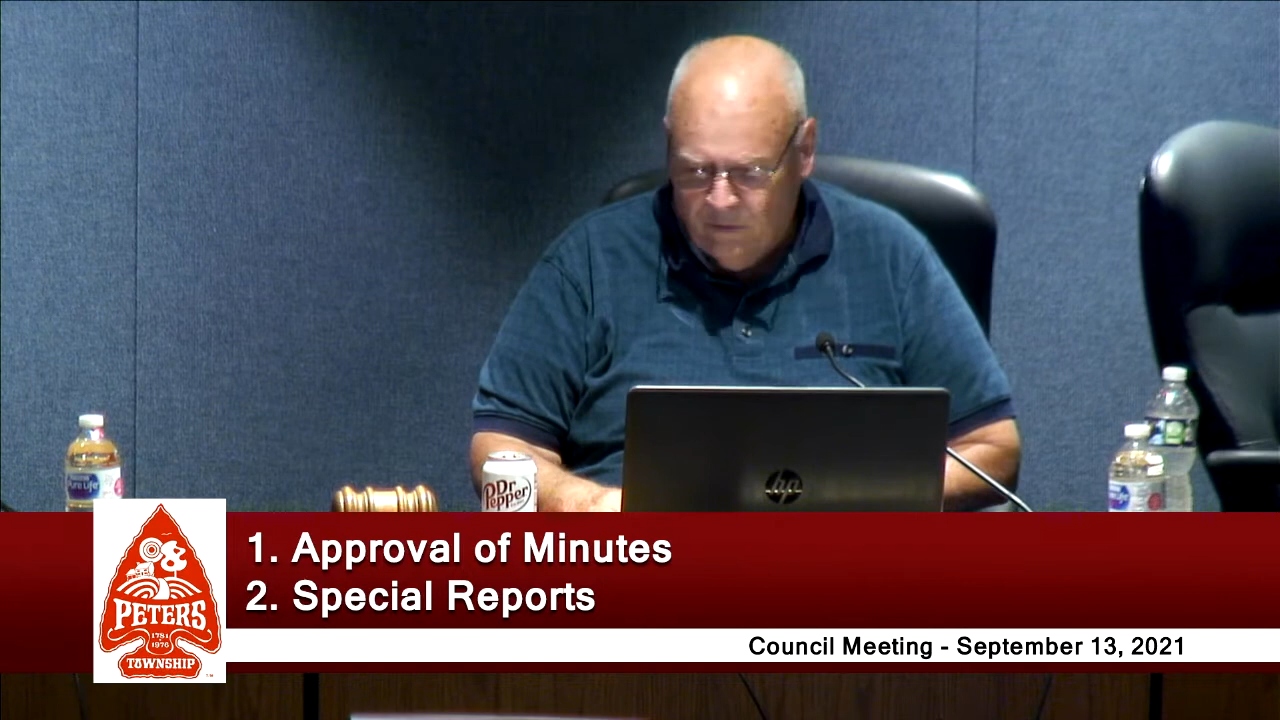 hp
Dr
Pepper
Pure Life
1. Approval of Minutes
2. Special Reports
PETERS
1781
1976
TOWNSHIP
Council Meeting - September 13, 2021